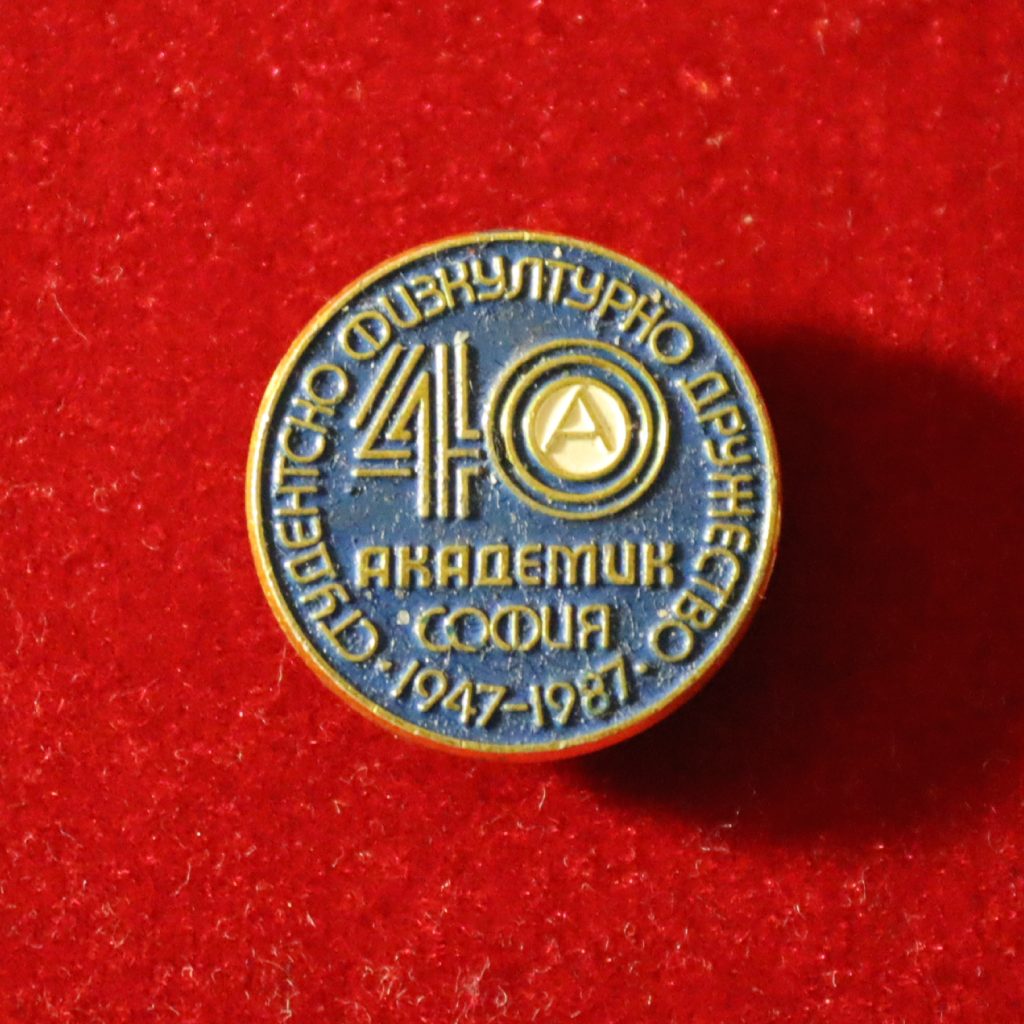 СТУДЕНТСКО ФИЗКУЛТУРНО ДРУЖЕСТВО
40
А
АКАДЕМИК
СОФИЯ
· 1947-1987 ·